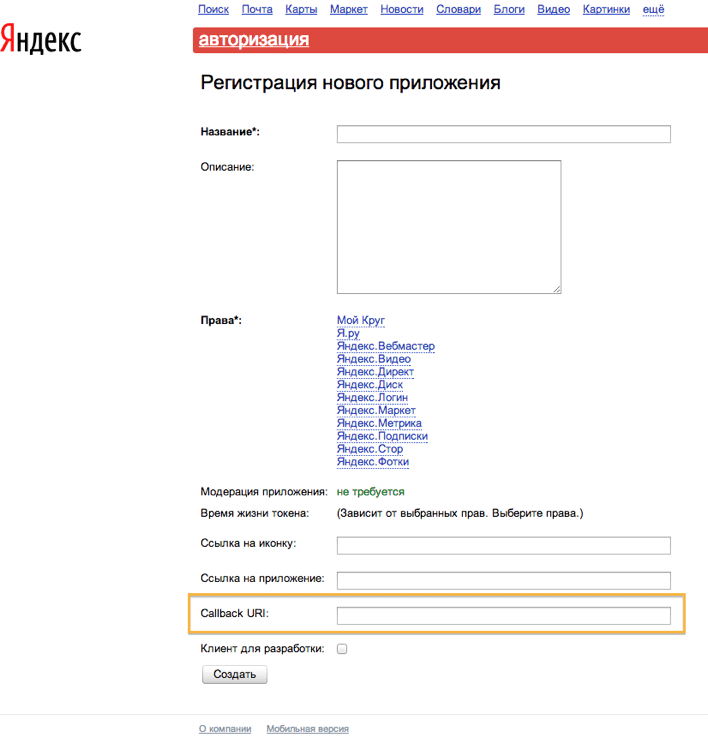 Поиск Почта Карты Маркет Новости Словари Блоги Видео Картинки ещё
Яндекс
авторизация
Регистрация нового приложения
Название*:
Описание:
Права*:
Мой Круг
Я.ру
Яндекс.Вебмастер
Яндекс.Видео
Яндекс.Директ
Яндекс.Диск
Яндекс.Логин
Яндекс.Маркет
Яндекс.Метрика
Яндекс.Подписки
Яндекс.Стор
Яндекс.Фотки
Модерация приложения: не требуется
Время жизни токена: (Зависит от выбранных прав. Выберите права.)
Ссылка на иконку:
Ссылка на приложение:
Callback URI:
Клиент для разработки:
Создать
О компании Мобильная версия